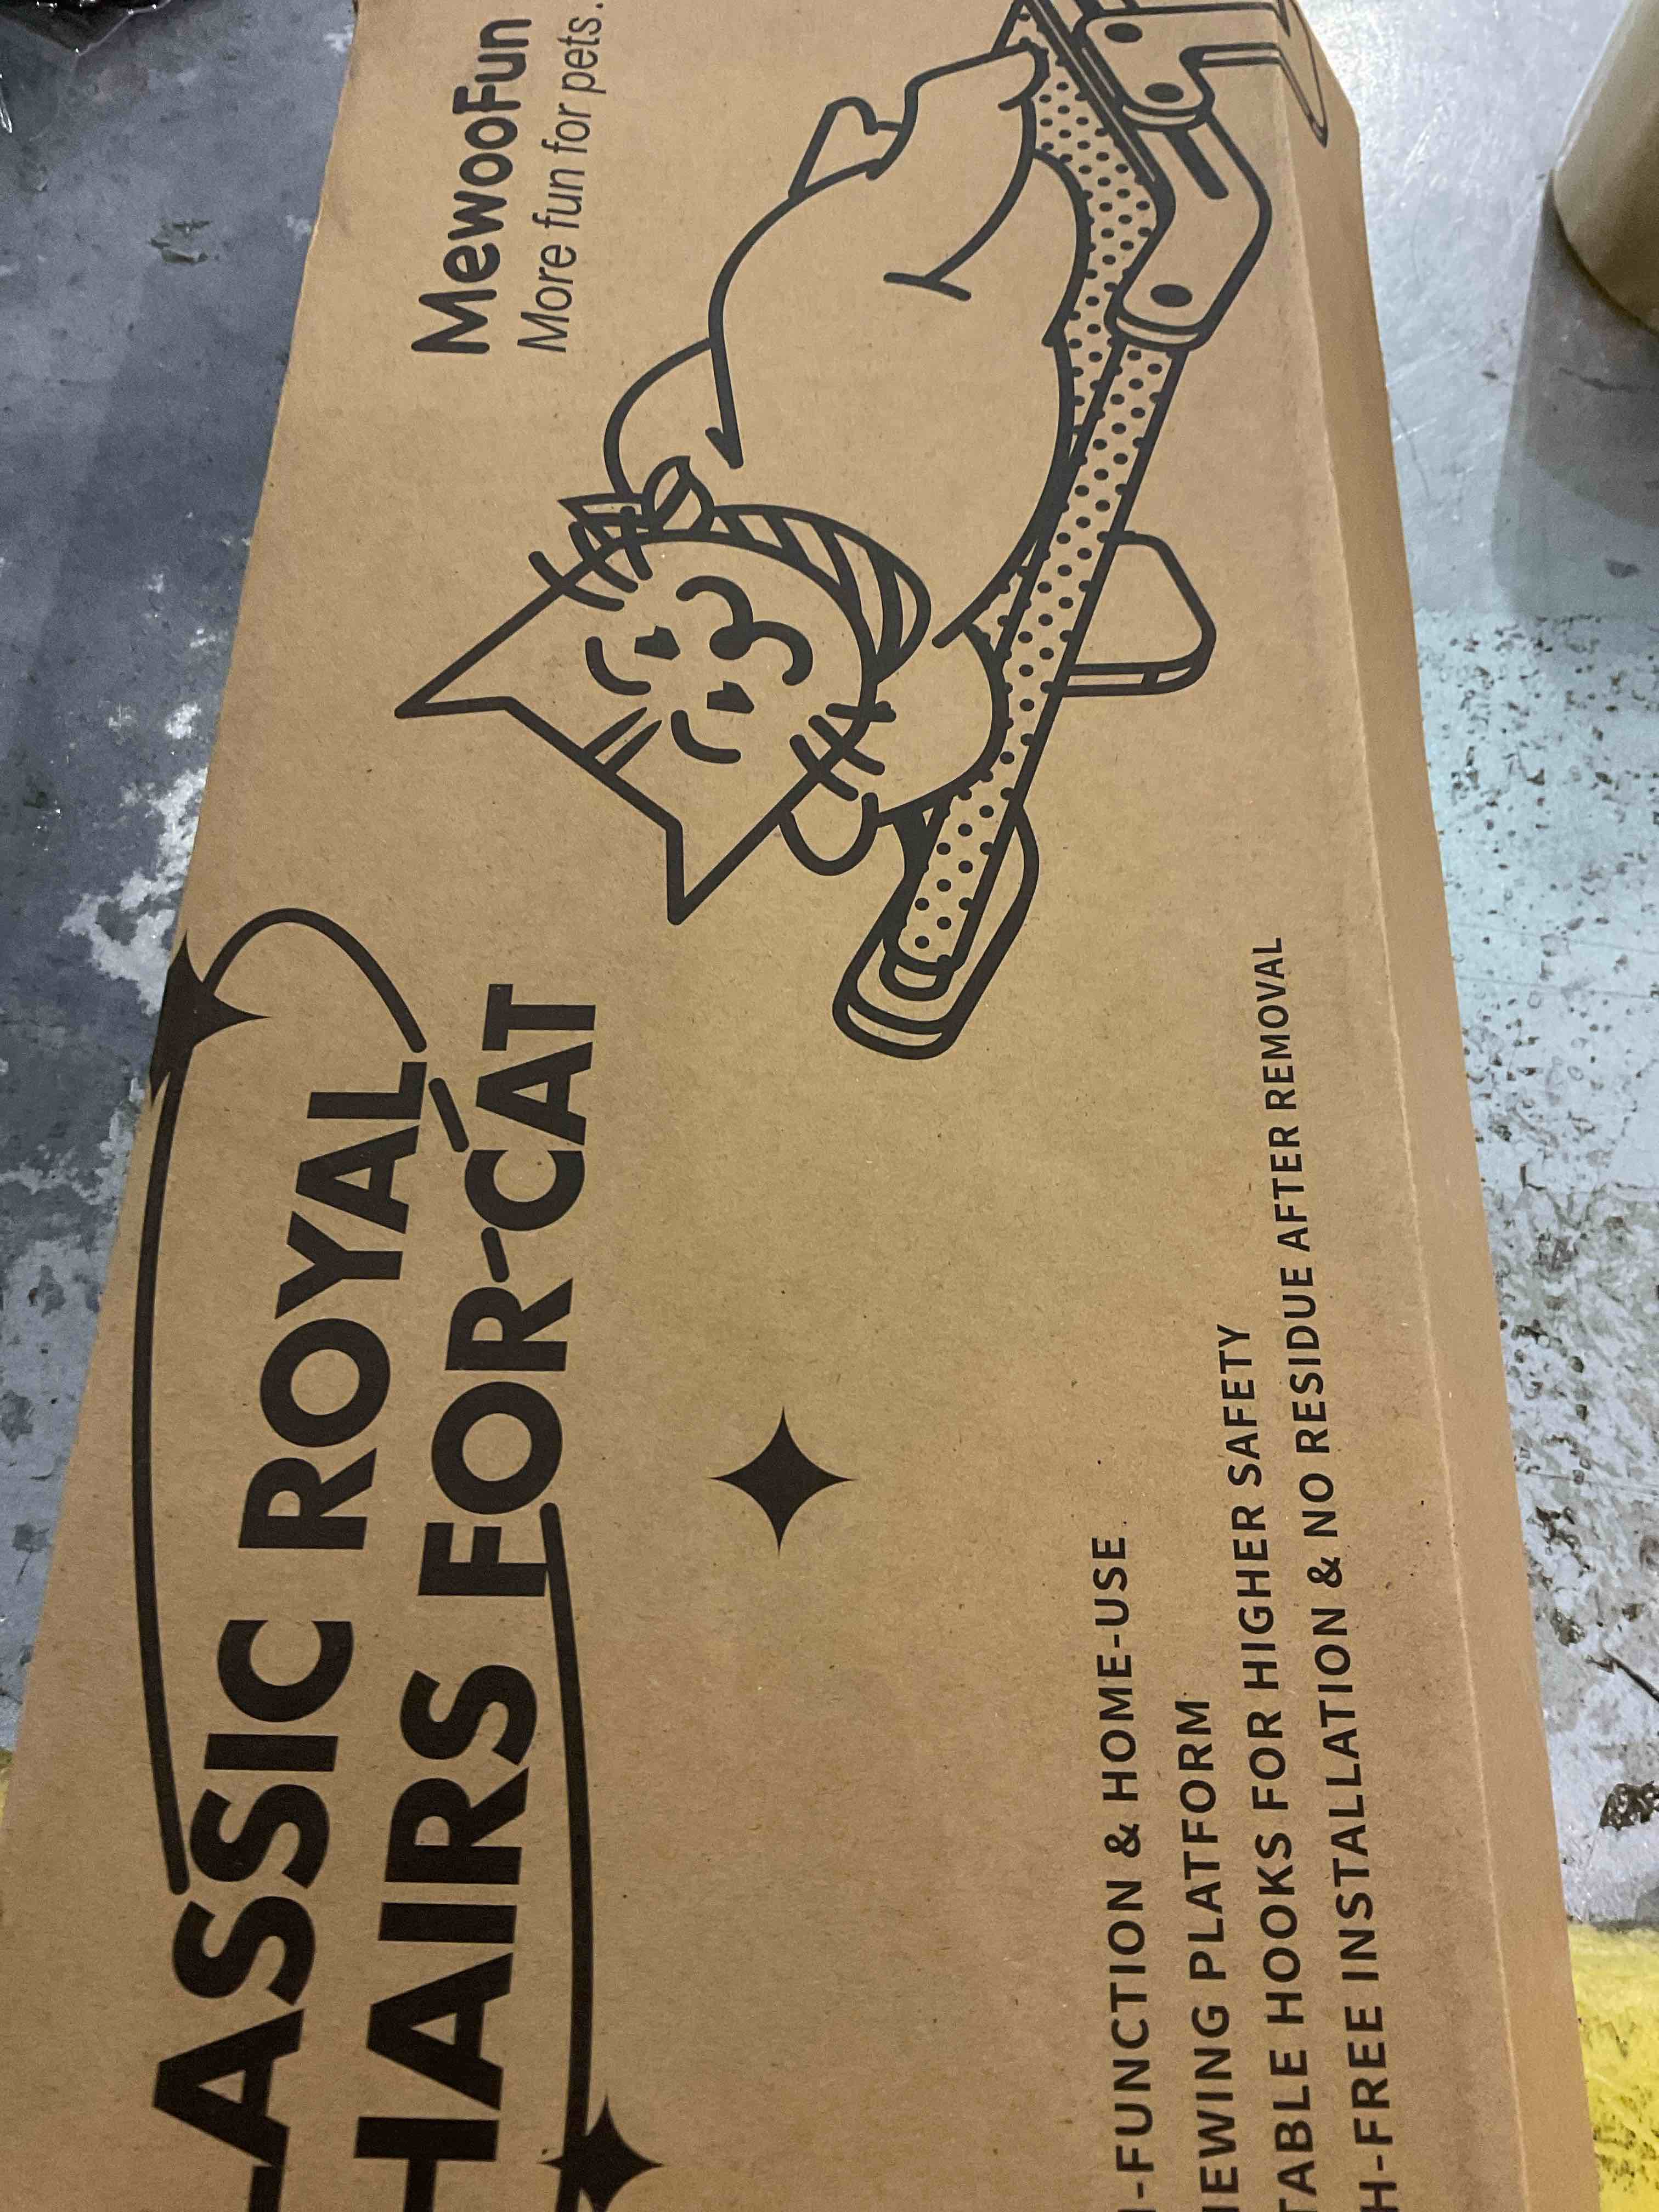 MewooFun
More fun for pets.
ASSIC ROYAL
HAIRS FOR-CAT
-FUNCTION & HOME-USE
EWING PLATFORM
TABLE HOOKS FOR HIGHER SAFETY
H-FREE INSTALLATION & NO RESIDUE AFTER REMOVAL